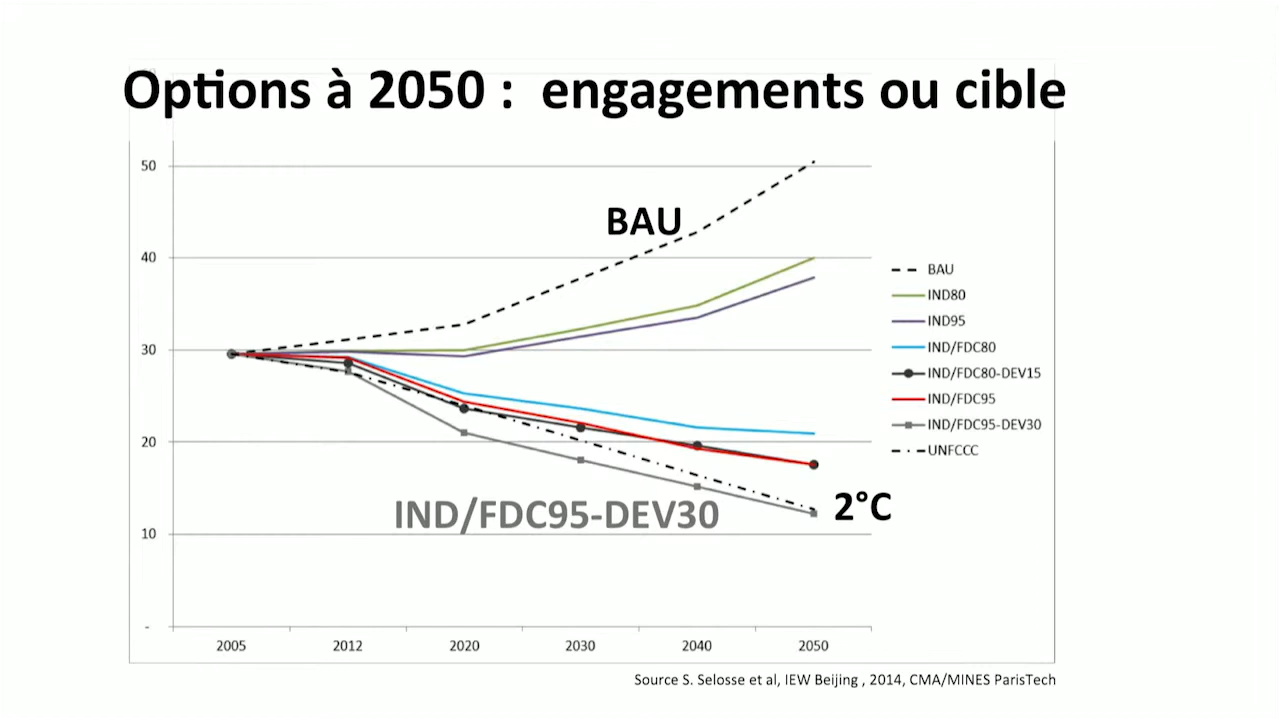 Options à 2050 : engagements ou cible
50
BAU
40
30
20
10
-
IND/FDC95-DEV30
2°C
BAU
IND80
IND95
IND/FDC80
IND/FDC80-DEV15
IND/FDC95
IND/FDC95-DEV30
UNFCCC
2005 2012 2020 2030 2040 2050
Source S. Selosse et al, IEW Beijing , 2014, CMA/MINES ParisTech